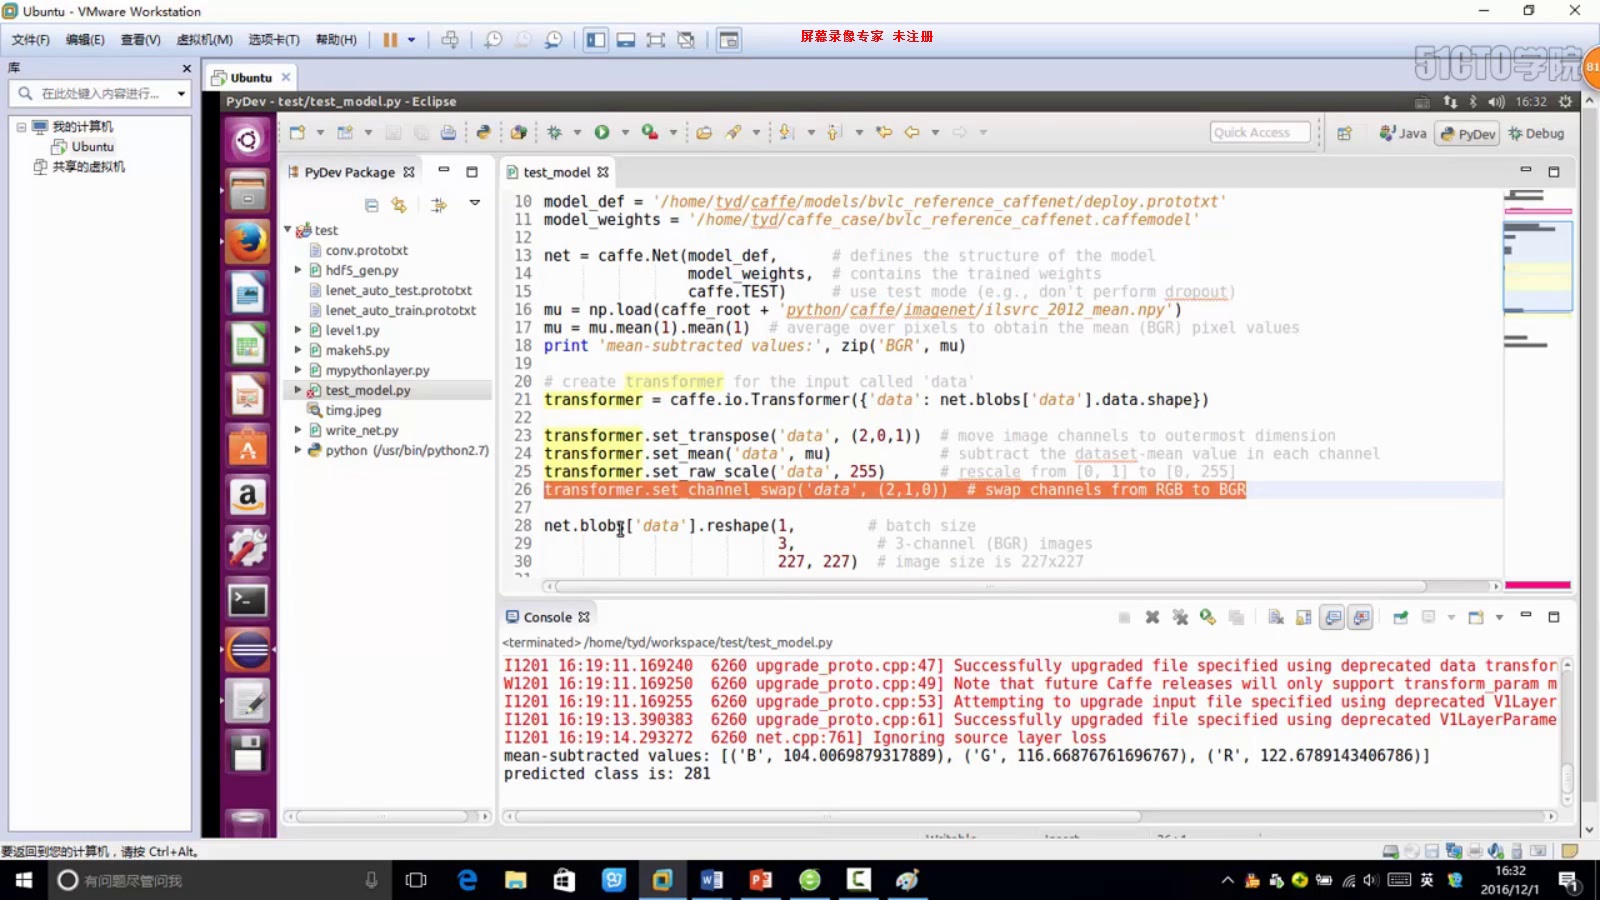 Ubuntu - VMware Workstation
文件(F) 编辑(E) 查看(V) 虚拟机(M) 选项卡(T) 帮助(H)
屏幕录像专家 未注册
51CTO学院
81
库
在此处键入内容进行...
我的计算机
Ubuntu
共享的虚拟机
Ubuntu
PyDev - test/test_model.py - Eclipse
16:32
Quick Access
Java
PyDev
Debug
PyDev Package
test
conv.prototxt
hdf5_gen.py
lenet_auto_test.prototxt
lenet_auto_train.prototxt
level1.py
makeh5.py
mypythonlayer.py
test_model.py
timg.jpeg
write_net.py
python (/usr/bin/python2.7)
test_model
10 model_def = '/home/tyd/caffe/models/bvlc_reference_caffenet/deploy.prototxt'
11 model_weights = '/home/tyd/caffe_case/bvlc_reference_caffenet.caffemodel'
12
13 net = caffe.Net(model_def, # defines the structure of the model
14 model_weights, # contains the trained weights
15 caffe.TEST) # use test mode (e.g., don't perform dropout)
16 mu = np.load(caffe_root + 'python/caffe/imagenet/ilsvrc_2012_mean.npy')
17 mu = mu.mean(1).mean(1) # average over pixels to obtain the mean (BGR) pixel values
18 print 'mean-subtracted values:', zip('BGR', mu)
19
20 # create transformer for the input called 'data'
21 transformer = caffe.io.Transformer({'data': net.blobs['data'].data.shape})
22
23 transformer.set_transpose('data', (2,0,1)) # move image channels to outermost dimension
24 transformer.set_mean('data', mu) # subtract the dataset-mean value in each channel
25 transformer.set_raw_scale('data', 255) # rescale from [0, 1] to [0, 255]
26 transformer.set_channel_swap('data', (2,1,0)) # swap channels from RGB to BGR
27
28 net.blobs['data'].reshape(1, # batch size
29 3, # 3-channel (BGR) images
30 227, 227) # image size is 227x227
Console
<terminated> /home/tyd/workspace/test/test_model.py
I1201 16:19:11.169240 6260 upgrade_proto.cpp:47] Successfully upgraded file specified using deprecated data transfor
W1201 16:19:11.169250 6260 upgrade_proto.cpp:49] Note that future Caffe releases will only support transform_param m
I1201 16:19:11.169255 6260 upgrade_proto.cpp:53] Attempting to upgrade input file specified using deprecated V1Layer
I1201 16:19:13.390383 6260 upgrade_proto.cpp:61] Successfully upgraded file specified using deprecated V1LayerParame
I1201 16:19:14.293272 6260 net.cpp:761] Ignoring source layer loss
mean-subtracted values: [('B', 104.0069879317889), ('G', 116.66876761696767), ('R', 122.6789143406786)]
predicted class is: 281
要返回到您的计算机，请按 Ctrl+Alt。
有问题尽管问我
英
16:32
2016/12/1
1